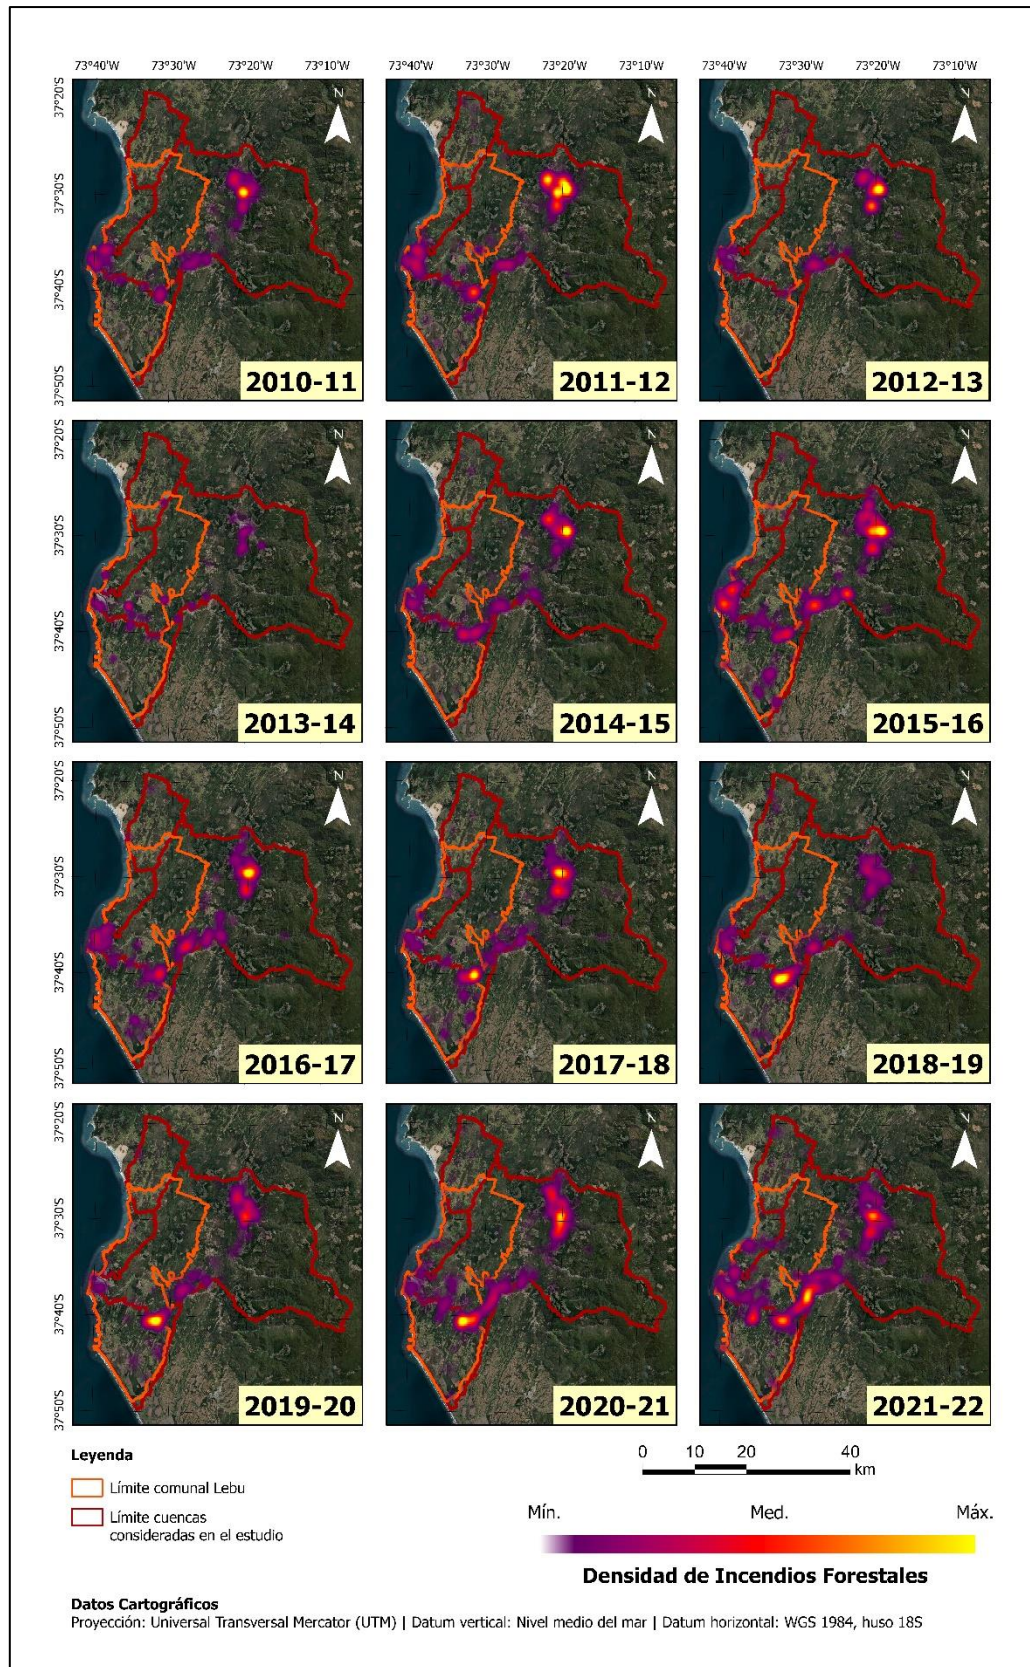 73°40'W 73°30'W 73°20'W 73°10'W 73°40'W 73°30'W 73°20'W 73°10'W 73°40'W 73°30'W 73°20'W 73°10'W
37°20'S
37°30'S
37°40'S
37°50'S
N
N
N
2010-11
2011-12
2012-13
37°20'S
37°30'S
37°40'S
37°50'S
N
N
N
2013-14
2014-15
2015-16
37°20'S
37°30'S
37°40'S
37°50'S
N
N
N
2016-17
2017-18
2018-19
37°20'S
37°30'S
37°40'S
37°50'S
N
N
N
2019-20
2020-21
2021-22
Leyenda
Límite comunal Lebu
Límite cuencas
consideradas en el estudio
0 10 20 40
km
Mín. Med. Máx.
Densidad de Incendios Forestales
Datos Cartográficos
Proyección: Universal Transversal Mercator (UTM) | Datum vertical: Nivel medio del mar | Datum horizontal: WGS 1984, huso 18S